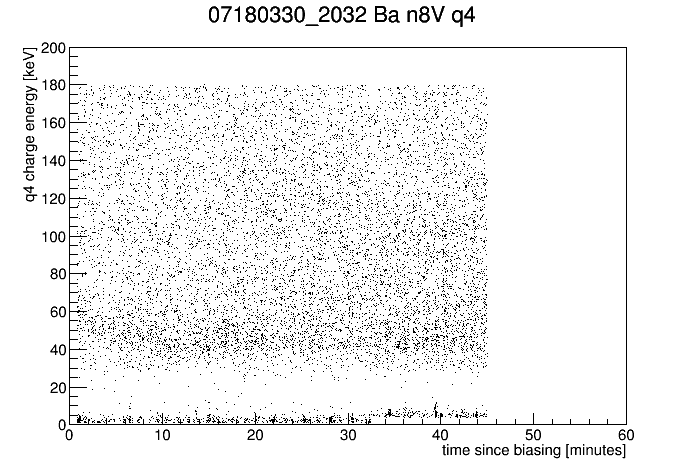 07180330_2032 Ba n8V q4
q4 charge energy [keV]
200
180
160
140
120
100
80
60
40
20
0
0 10 20 30 40 50 60
time since biasing [minutes]